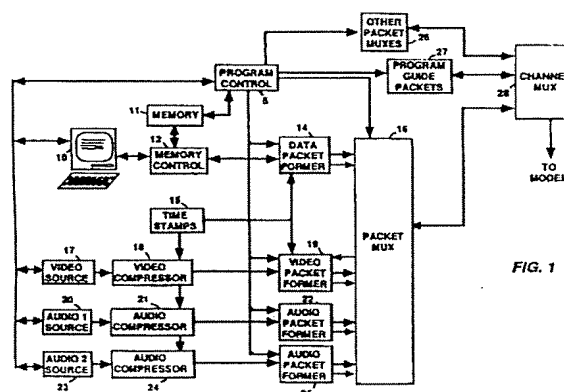 OTHER
PACKET
MUXES
26
27
PROGRAM
GUIDE
PACKETS
CHANNEL
MUX
28
TO
MODEM
PROGRAM
CONTROL
5
11
MEMORY
12
MEMORY
CONTROL
10
14
DATA
PACKET
FORMER
16
PACKET
MUX
15
TIME
STAMPS
17
VIDEO
SOURCE
18
VIDEO
COMPRESSOR
19
VIDEO
PACKET
FORMER
20
AUDIO 1
SOURCE
21
AUDIO
COMPRESSOR
22
AUDIO
PACKET
FORMER
AUDIO 2
SOURCE
23
AUDIO
COMPRESSOR
24
AUDIO
PACKET
FORMER
FIG. 1